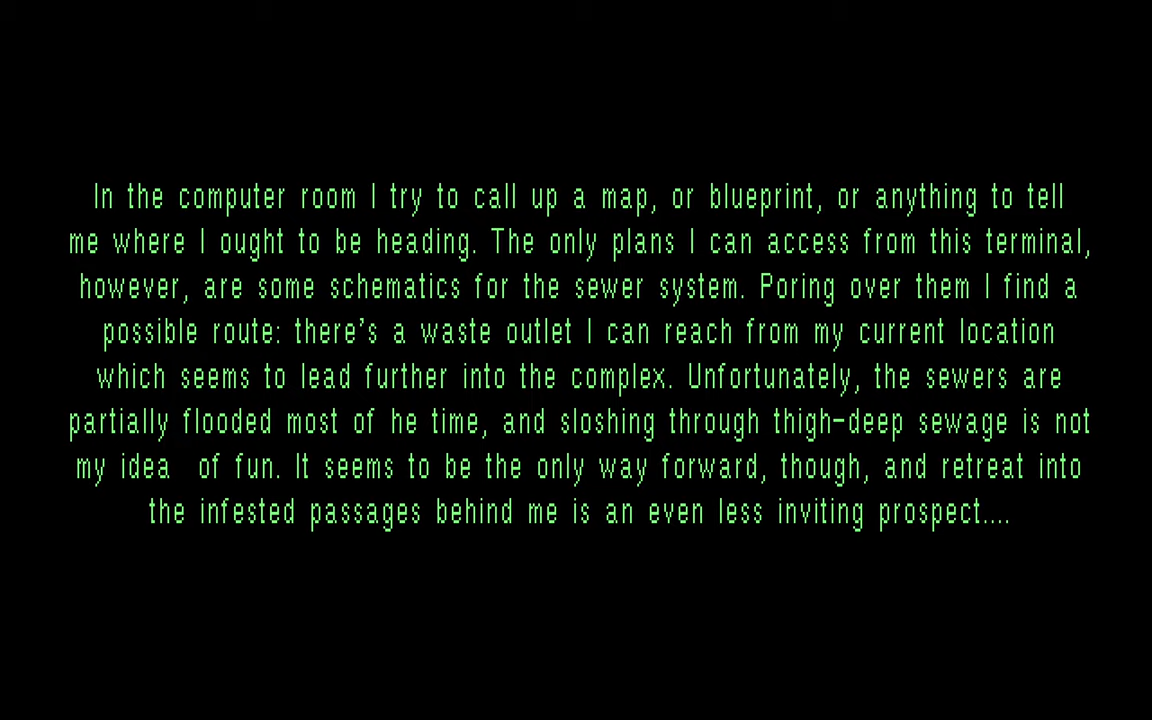 In the computer room I try to call up a map, or blueprint, or anything to tell
me where I ought to be heading. The only plans I can access from this terminal,
however, are some schematics for the sewer system. Poring over them I find a
possible route: there's a waste outlet I can reach from my current location
which seems to lead further into the complex. Unfortunately, the sewers are
partially flooded most of he time, and sloshing through thigh-deep sewage is not
my idea  of fun. It seems to be the only way forward, though, and retreat into
the infested passages behind me is an even less inviting prospect....